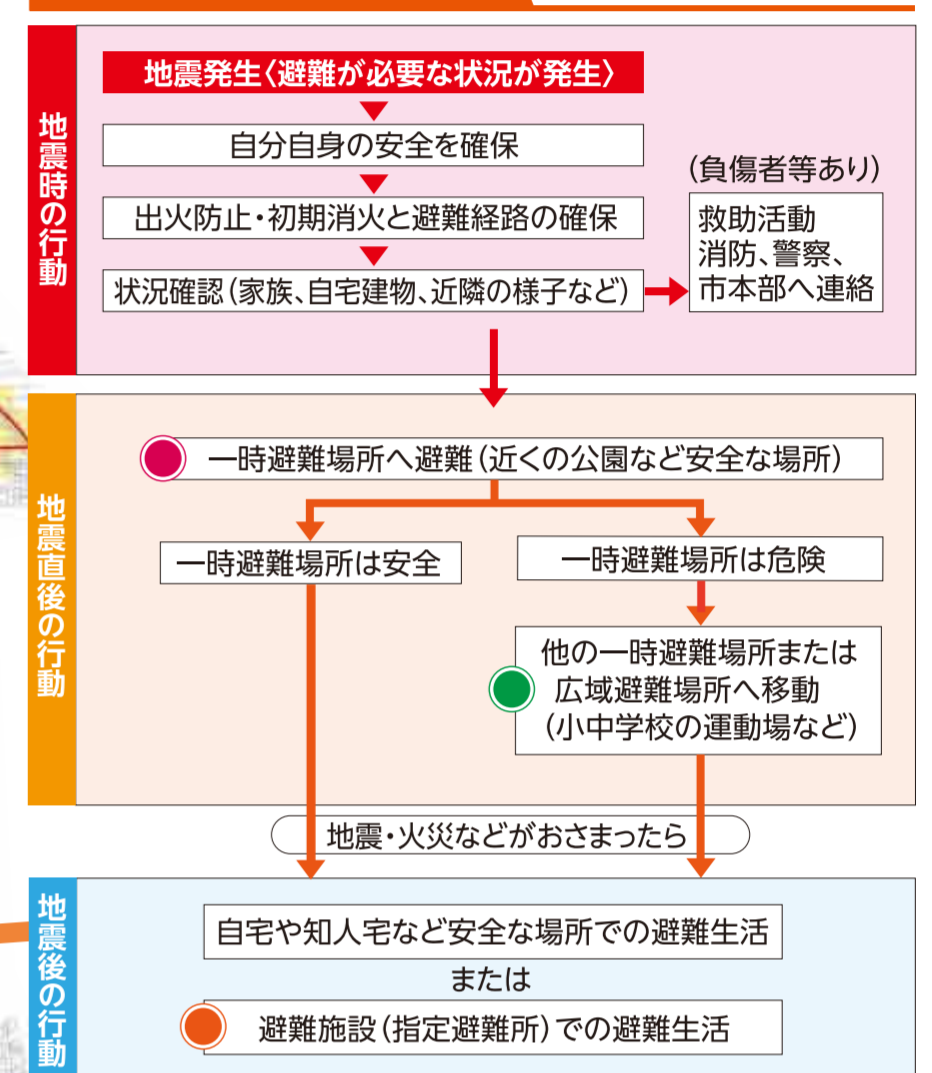 地震時の行動
地震発生〈避難が必要な状況が発生〉
自分自身の安全を確保
出火防止・初期消火と避難経路の確保
状況確認（家族、自宅建物、近隣の様子など）
（負傷者等あり）
救助活動
消防、警察、
市本部へ連絡
地震直後の行動
一時避難場所へ避難（近くの公園など安全な場所）
一時避難場所は安全
一時避難場所は危険
他の一時避難場所または
広域避難場所へ移動
（小中学校の運動場など）
地震・火災などがおさまったら
地震後の行動
自宅や知人宅など安全な場所での避難生活
または
避難施設（指定避難所）での避難生活